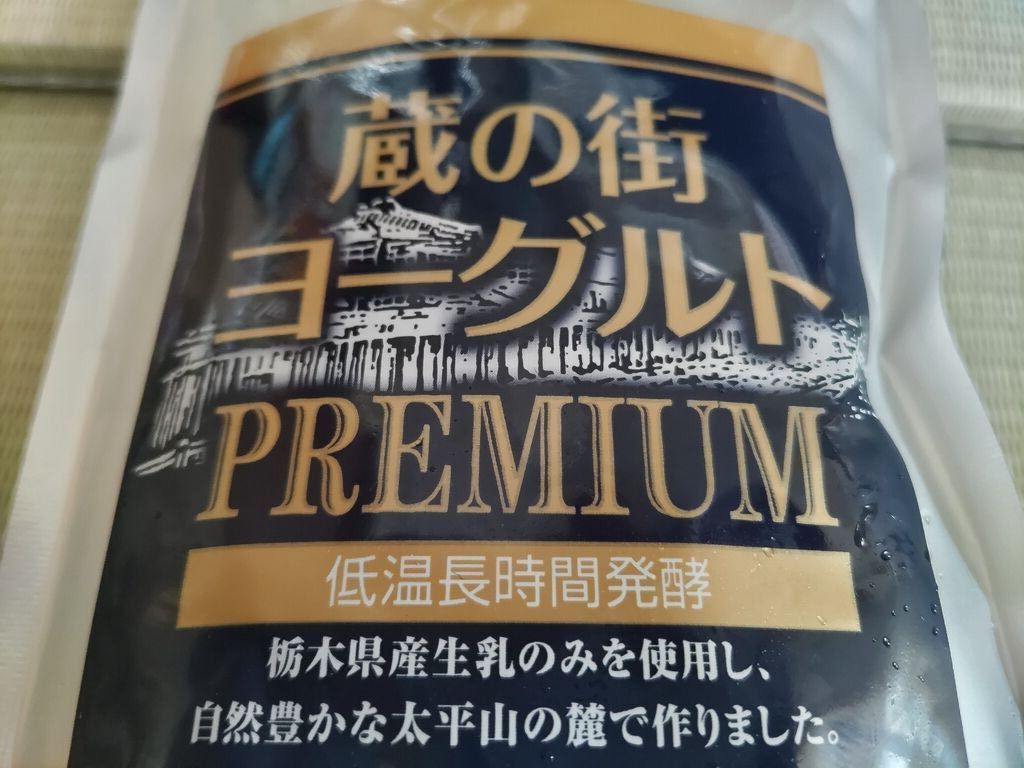 蔵の街
ヨーグルト
PREMIUM
低温長時間発酵
栃木県産生乳のみを使用し、
自然豊かな太平山の麓で作りました。